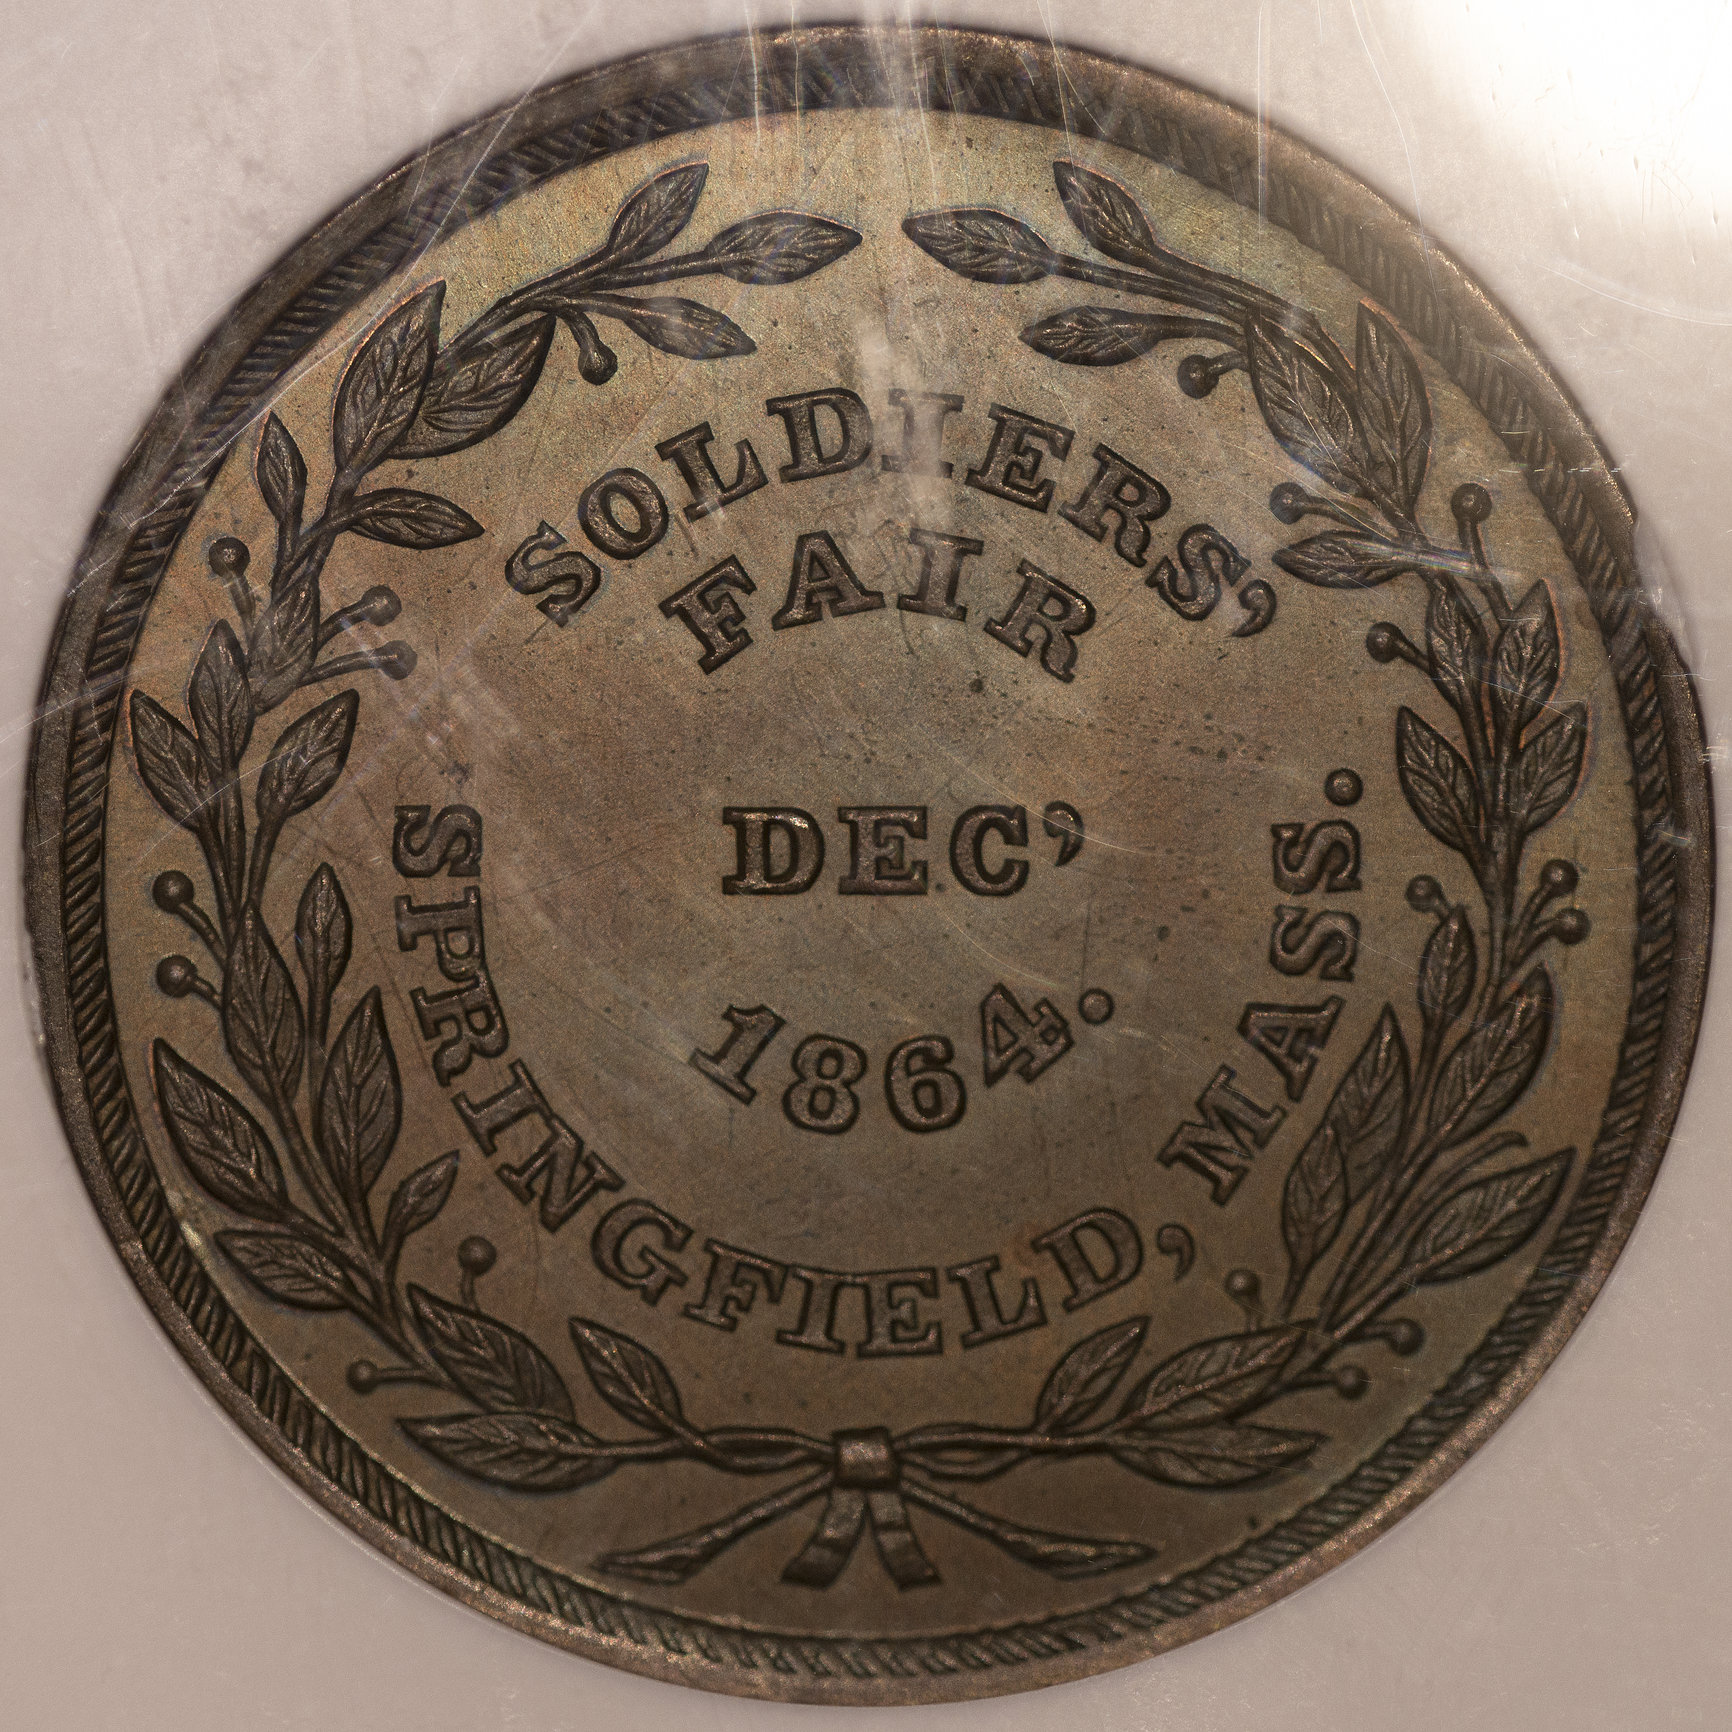 SOLDIERS'
FAIR
DEC'
1864.
SPRINGFIELD, MASS.